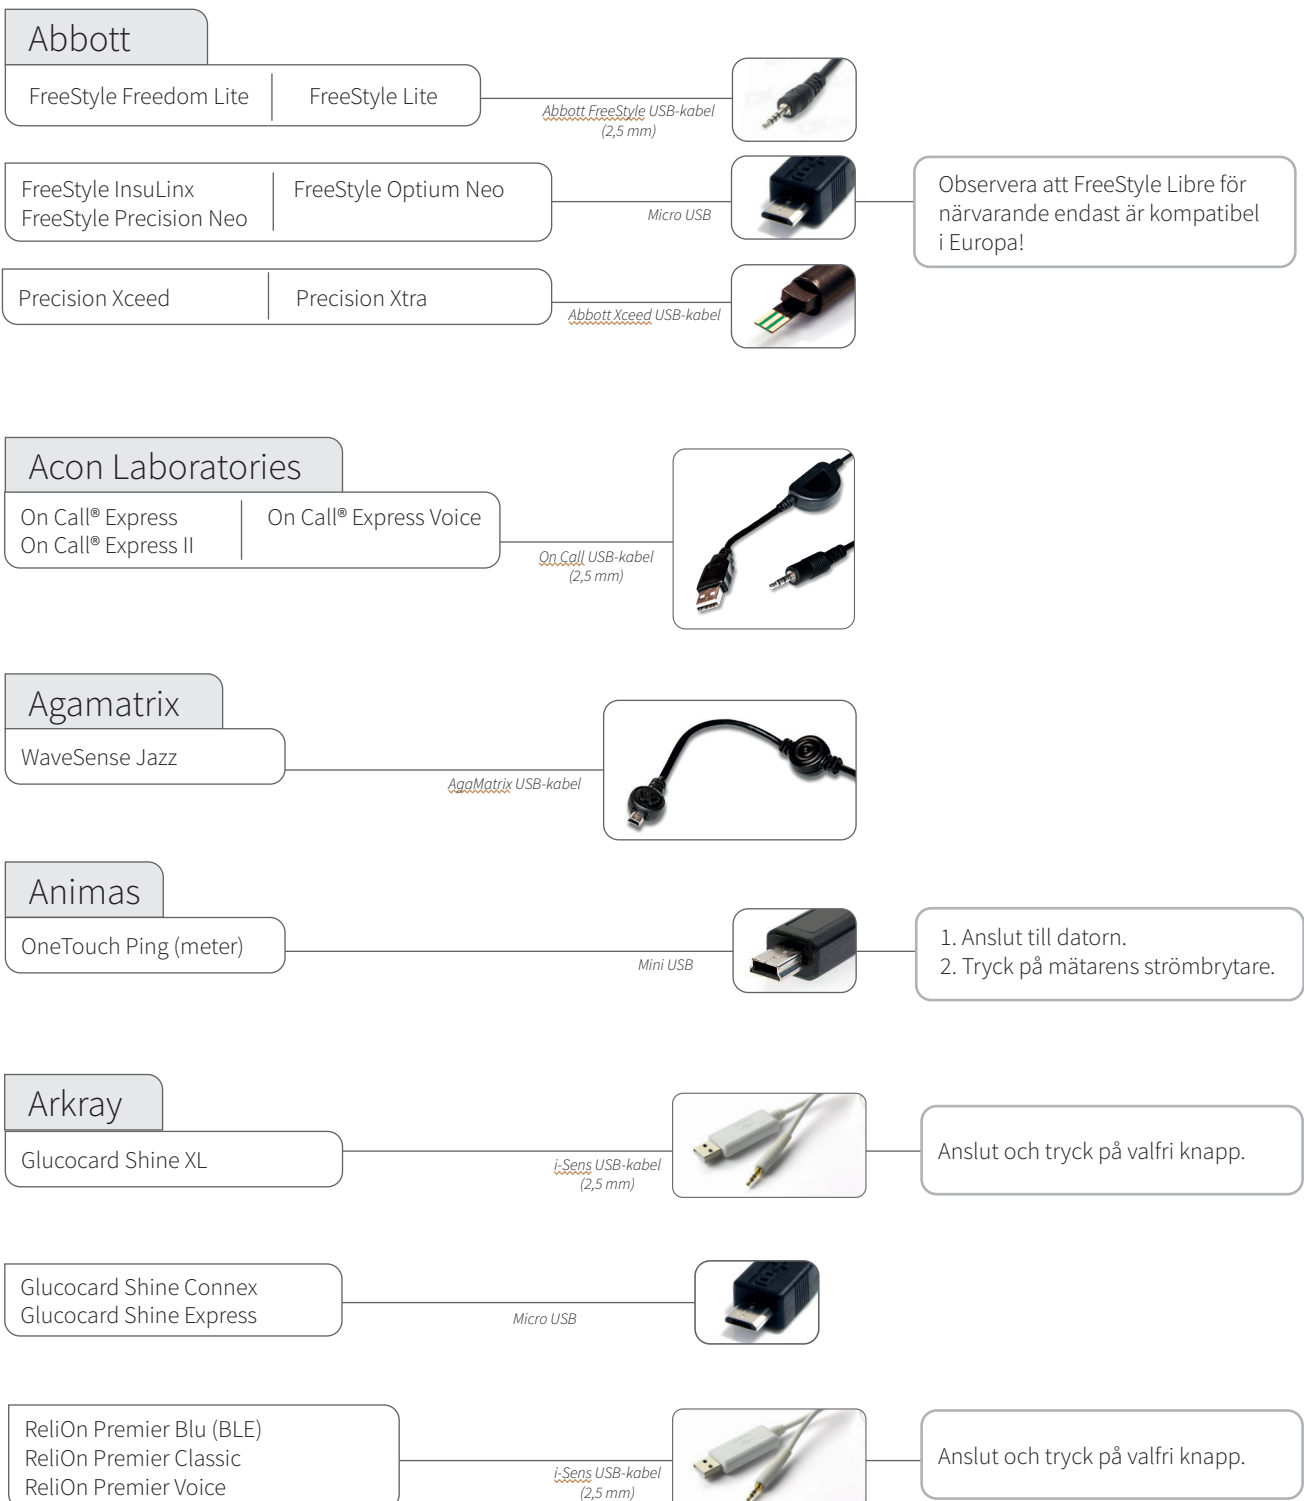 Abbott
FreeStyle Freedom Lite
FreeStyle Lite
Abbott FreeStyle USB-kabel
(2,5 mm)
FreeStyle InsuLinx
FreeStyle Precision Neo
FreeStyle Optium Neo
Micro USB
Observera att FreeStyle Libre för
närvarande endast är kompatibel
i Europa!
Precision Xceed
Precision Xtra
Abbott Xceed USB-kabel
Acon Laboratories
On Call® Express
On Call® Express II
On Call® Express Voice
On Call USB-kabel
(2,5 mm)
Agamatrix
WaveSense Jazz
AgaMatrix USB-kabel
Animas
OneTouch Ping (meter)
Mini USB
1. Anslut till datorn.
2. Tryck på mätarens strömbrytare.
Arkray
Glucocard Shine XL
i-Sens USB-kabel
(2,5 mm)
Anslut och tryck på valfri knapp.
Glucocard Shine Connex
Glucocard Shine Express
Micro USB
ReliOn Premier Blu (BLE)
ReliOn Premier Classic
ReliOn Premier Voice
i-Sens USB-kabel
(2,5 mm)
Anslut och tryck på valfri knapp.